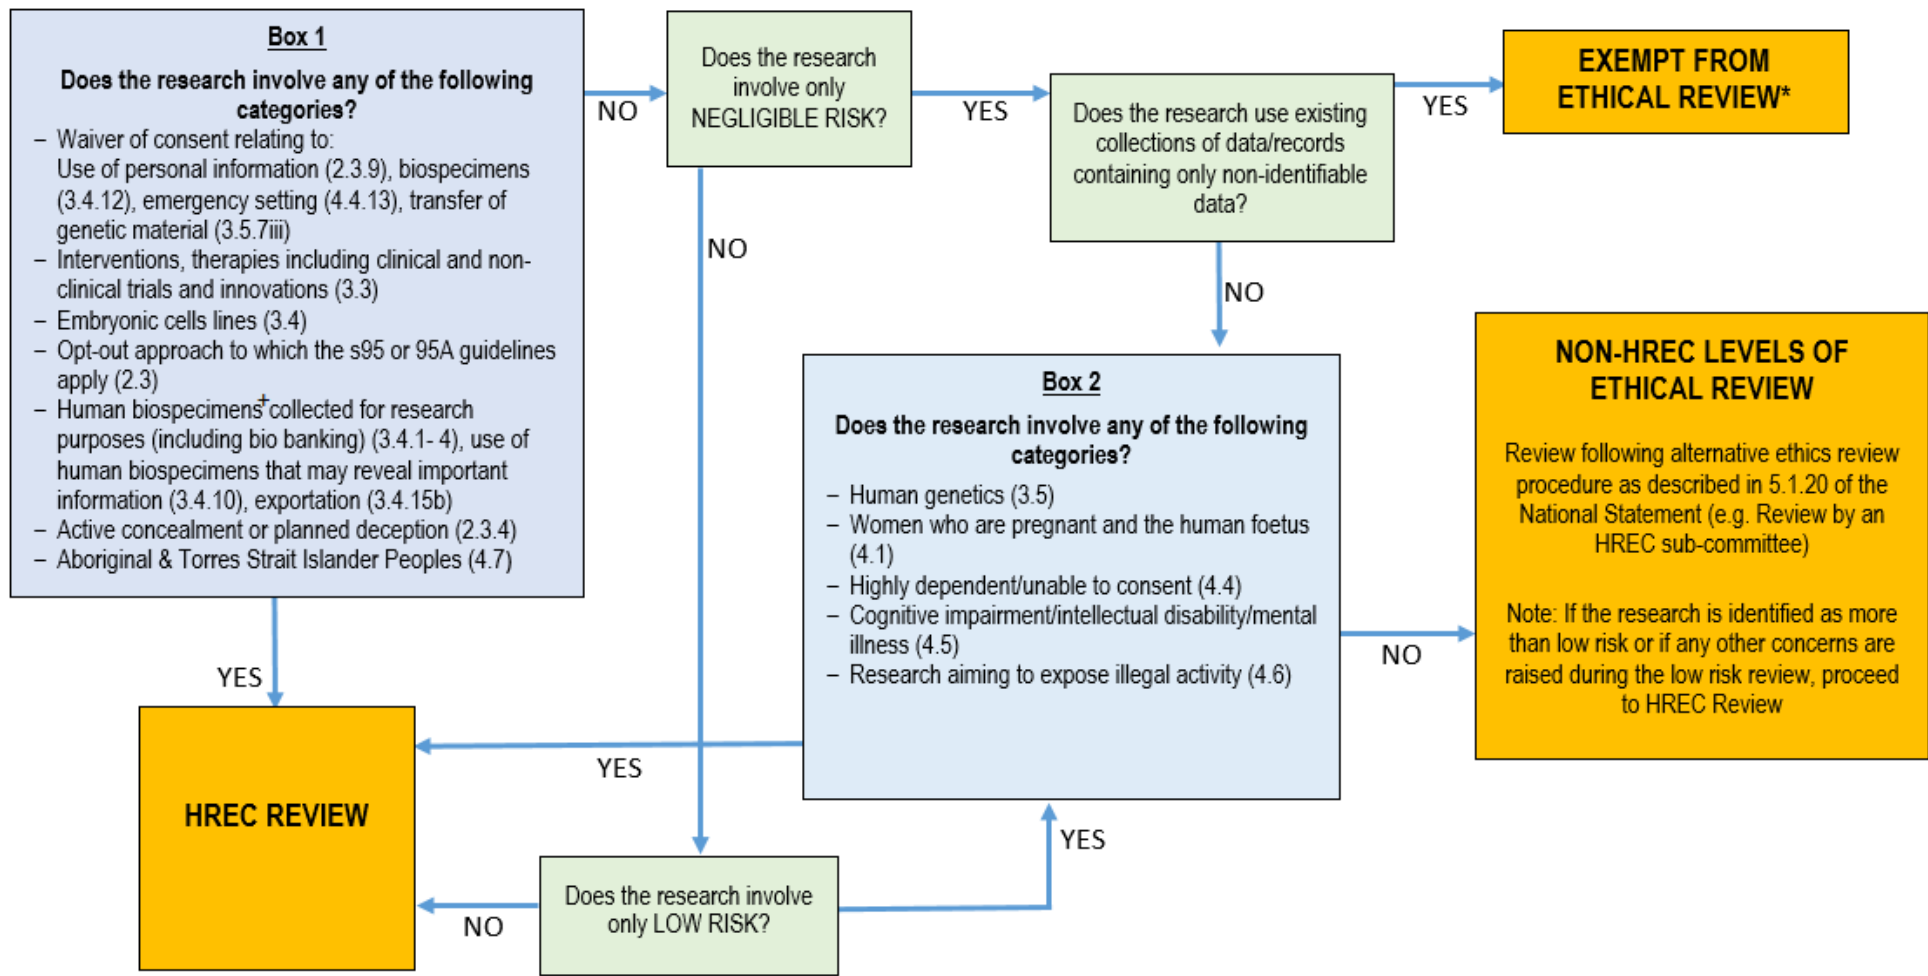 Box 1
Does the research involve any of the following
categories?
– Waiver of consent relating to:
Use of personal information (2.3.9), biospecimens
(3.4.12), emergency setting (4.4.13), transfer of
genetic material (3.5.7iii)
– Interventions, therapies including clinical and non-
clinical trials and innovations (3.3)
– Embryonic cells lines (3.4)
– Opt-out approach to which the s95 or 95A guidelines
apply (2.3)
– Human biospecimens+ collected for research
purposes (including bio banking) (3.4.1- 4), use of
human biospecimens that may reveal important
information (3.4.10), exportation (3.4.15b)
– Active concealment or planned deception (2.3.4)
– Aboriginal & Torres Strait Islander Peoples (4.7)
NO
Does the research
involve only
NEGLIGIBLE RISK?
YES
Does the research use existing
collections of data/records
containing only non-identifiable
data?
YES
EXEMPT FROM
ETHICAL REVIEW*
NO
NO
Box 2
Does the research involve any of the following
categories?
– Human genetics (3.5)
– Women who are pregnant and the human foetus
(4.1)
– Highly dependent/unable to consent (4.4)
– Cognitive impairment/intellectual disability/mental
illness (4.5)
– Research aiming to expose illegal activity (4.6)
NO
NON-HREC LEVELS OF
ETHICAL REVIEW
Review following alternative ethics review
procedure as described in 5.1.20 of the
National Statement (e.g. Review by an
HREC sub-committee)
Note: If the research is identified as more
than low risk or if any other concerns are
raised during the low risk review, proceed
to HREC Review
YES
YES
HREC REVIEW
NO
Does the research involve
only LOW RISK?
YES